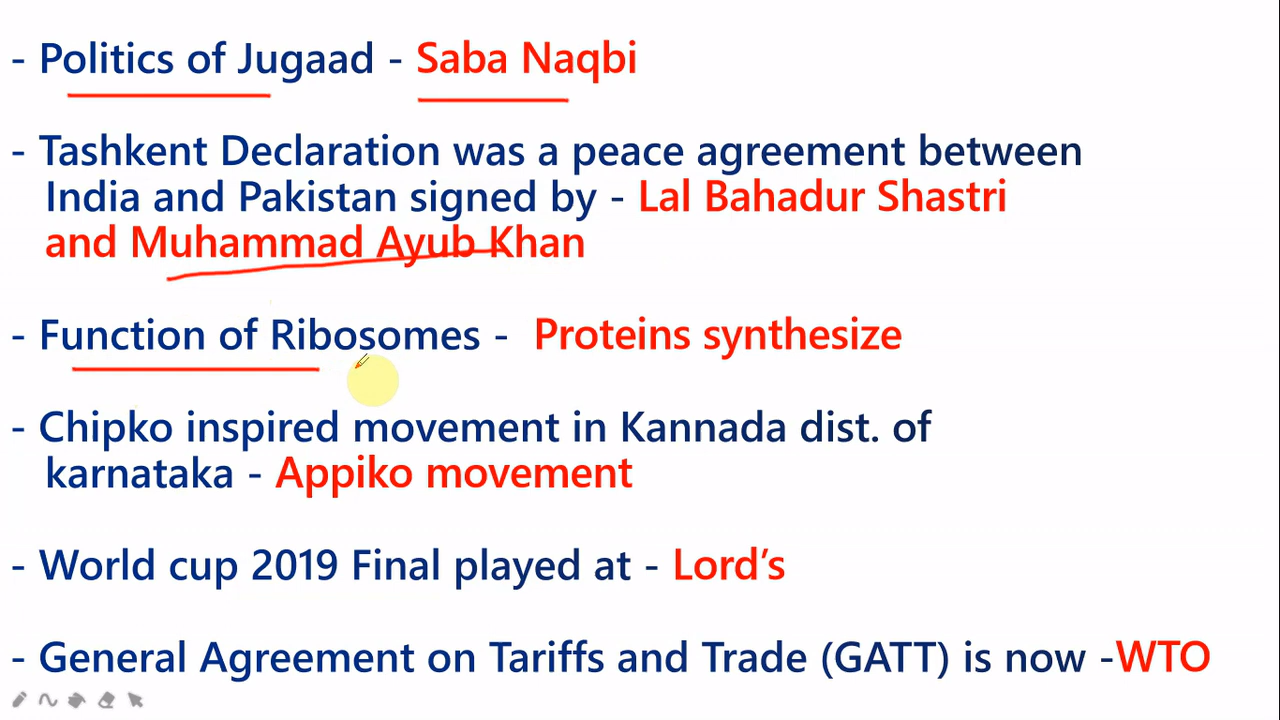 - Politics of Jugaad - Saba Naqbi
- Tashkent Declaration was a peace agreement between
India and Pakistan signed by - Lal Bahadur Shastri
and Muhammad Ayub Khan
- Function of Ribosomes - Proteins synthesize
- Chipko inspired movement in Kannada dist. of
karnataka - Appiko movement
- World cup 2019 Final played at - Lord’s
- General Agreement on Tariffs and Trade (GATT) is now -WTO